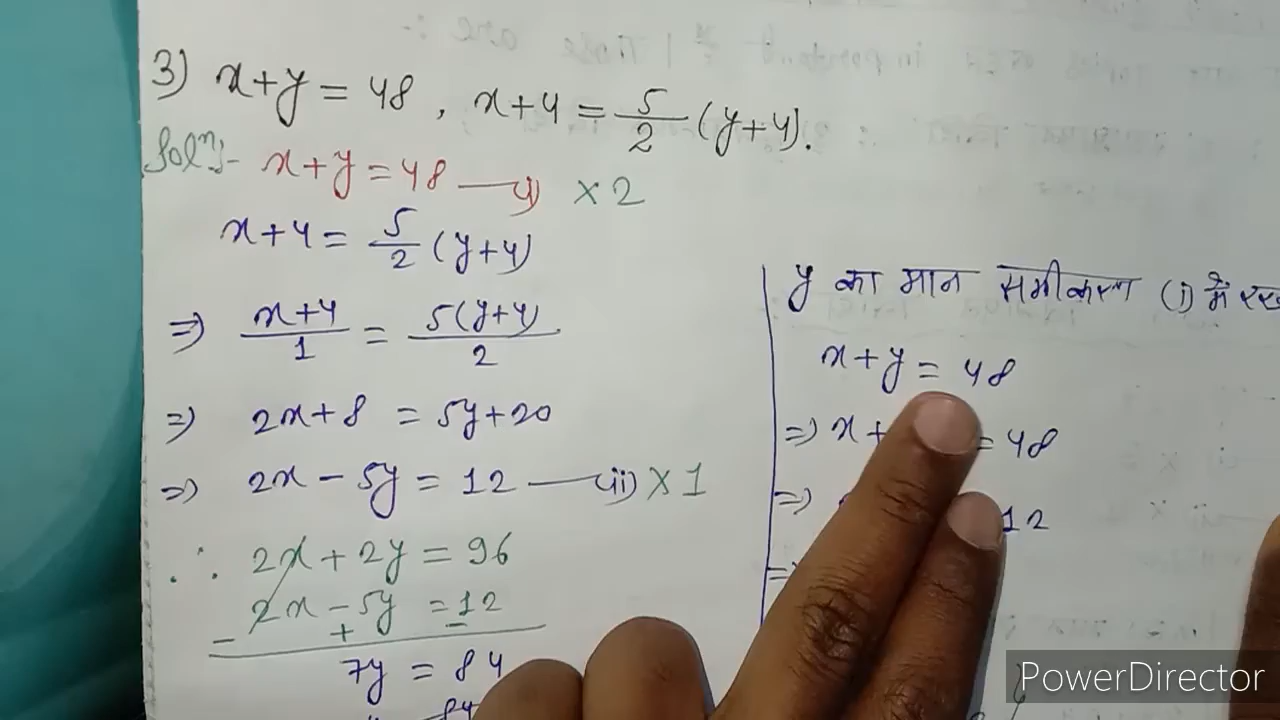 3) x+y = 48 , x+4 = 5/2 (y+4).
Solⁿ:- x+y = 48 —(i) × 2
x+4 = 5/2 (y+4)
⇒ x+4/1 = 5(y+4)/2
⇒ 2x+8 = 5y+20
⇒ 2x - 5y = 12 —(ii) × 1
∴ 2x + 2y = 96
2x - 5y = 12
- + -
7y = 84
84
y का मान समीकरण (i) में
x+y = 48
⇒ x+ = 48
⇒ 12
⇒
PowerDirector